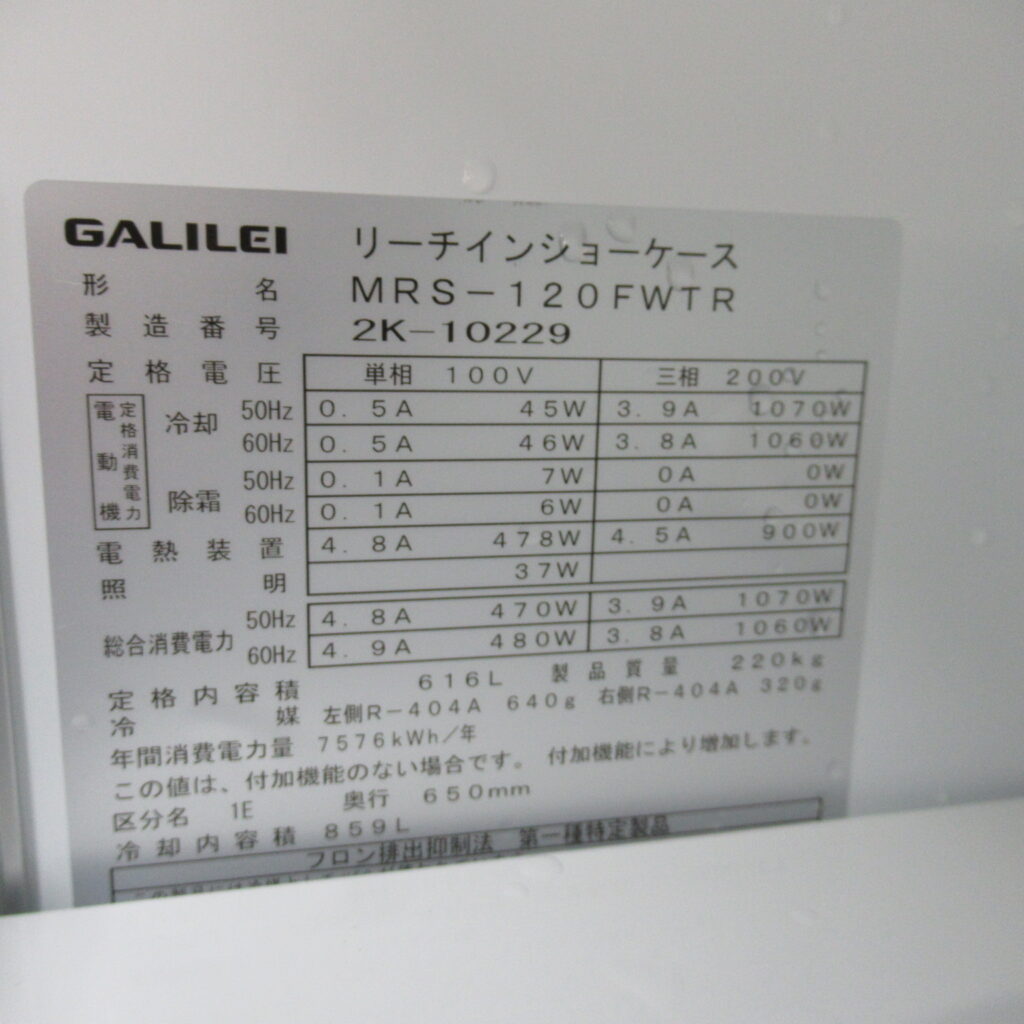 GALILEI リーチインショーケース
形名 MRS-120FWTR
製造番号 2K-10229
定格電圧 単相 100V 三相 200V
電動機 定格消費電力 冷却 50Hz 0.5A 45W 3.9A 1070W
60Hz 0.5A 46W 3.8A 1060W
除霜 50Hz 0.1A 7W 0A 0W
60Hz 0.1A 6W 0A 0W
電熱装置 4.8A 478W 4.5A 900W
照明 37W
総合消費電力 50Hz 4.8A 470W 3.9A 1070W
60Hz 4.9A 480W 3.8A 1060W
定格内容積 616L 製品質量 220kg
冷媒 左側R-404A 640g 右側R-404A 320g
年間消費電力量 7576kWh/年
この値は、付加機能のない場合です。 付加機能により増加します。
区分名 1E 奥行 650mm
冷却内容積 859L
フロン排出抑制法 第一種特定製品